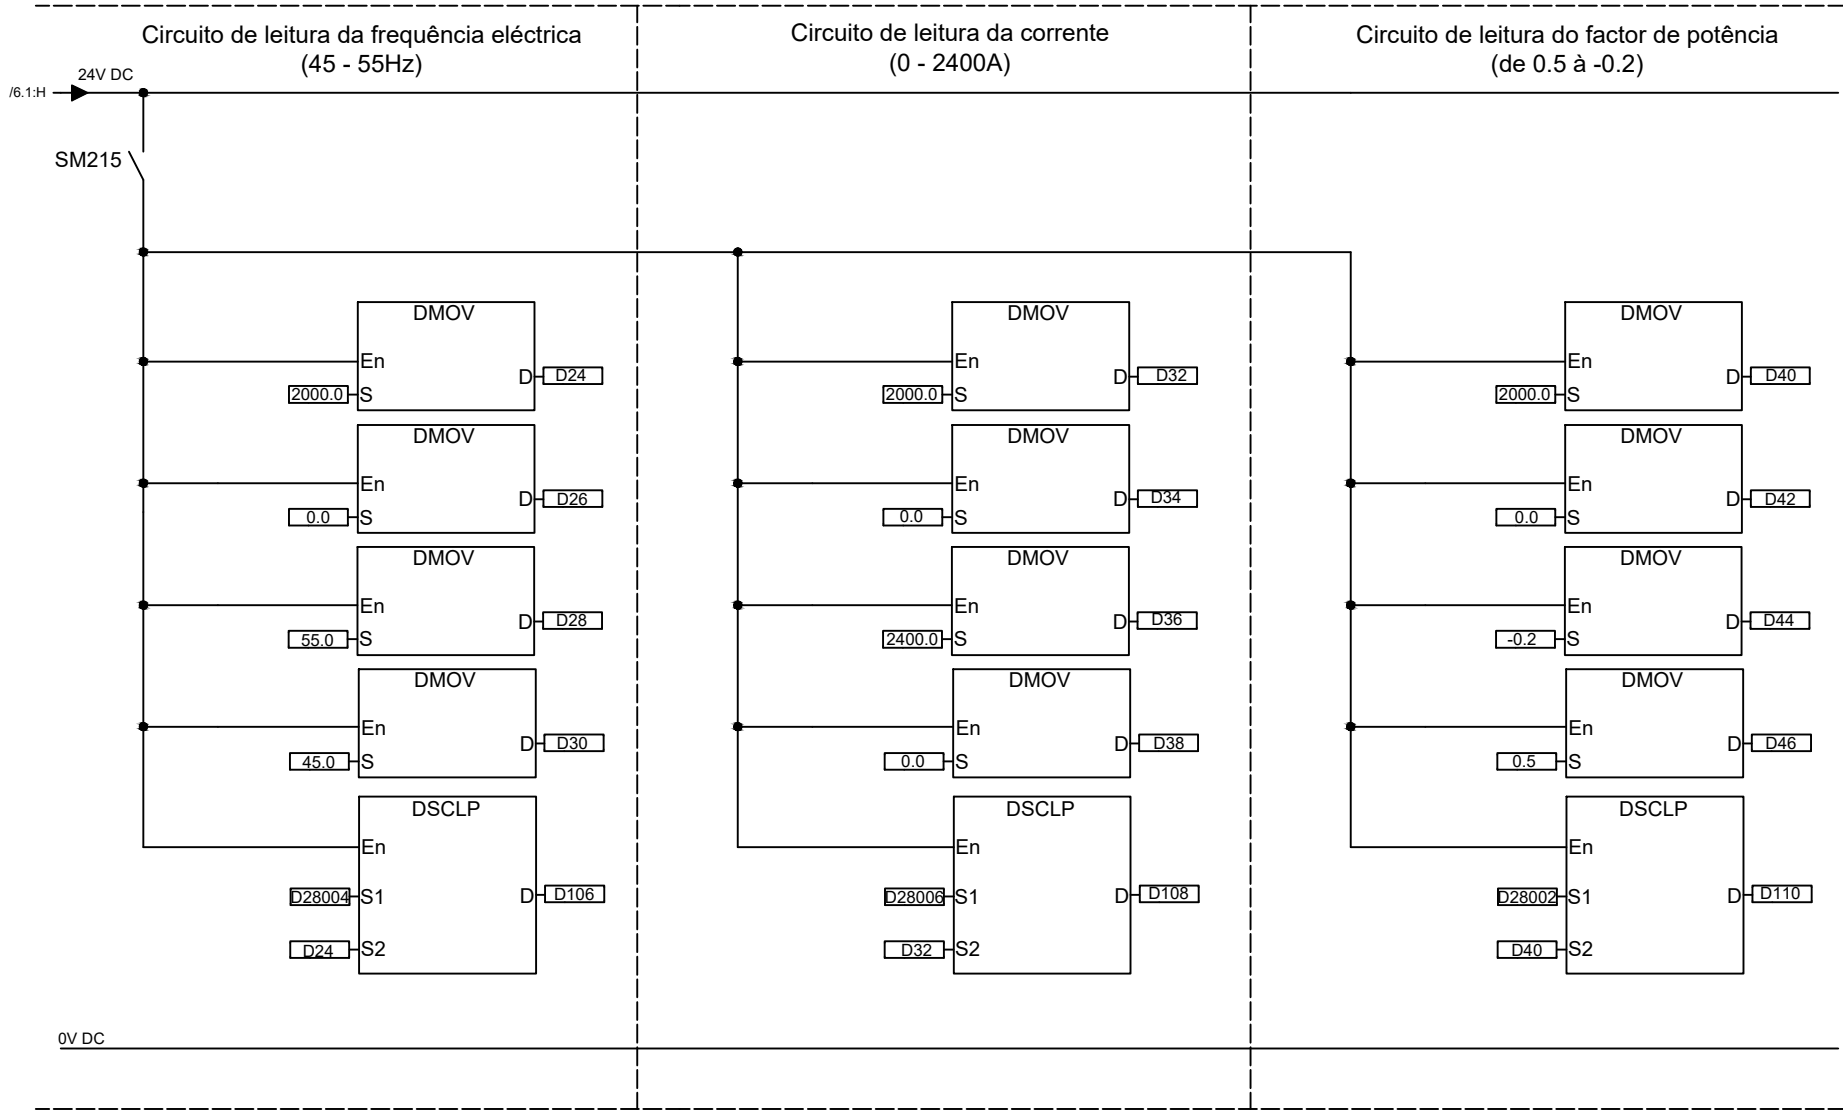 Circuito de leitura da frequência eléctrica
(45 - 55Hz)
Circuito de leitura da corrente
(0 - 2400A)
Circuito de leitura do factor de potência
(de 0.5 à -0.2)
24V DC
/6.1:H
SM215
DMOV
En
D
D24
2000.0
S
DMOV
En
D
D26
0.0
S
DMOV
En
D
D28
55.0
S
DMOV
En
D
D30
45.0
S
DSCLP
En
D28004
S1
D
D106
D24
S2
DMOV
En
D
D32
2000.0
S
DMOV
En
D
D34
0.0
S
DMOV
En
D
D36
2400.0
S
DMOV
En
D
D38
0.0
S
DSCLP
En
D28006
S1
D
D108
D32
S2
DMOV
En
D
D40
2000.0
S
DMOV
En
D
D42
0.0
S
DMOV
En
D
D44
-0.2
S
DMOV
En
D
D46
0.5
S
DSCLP
En
D28002
S1
D
D110
D40
S2
0V DC